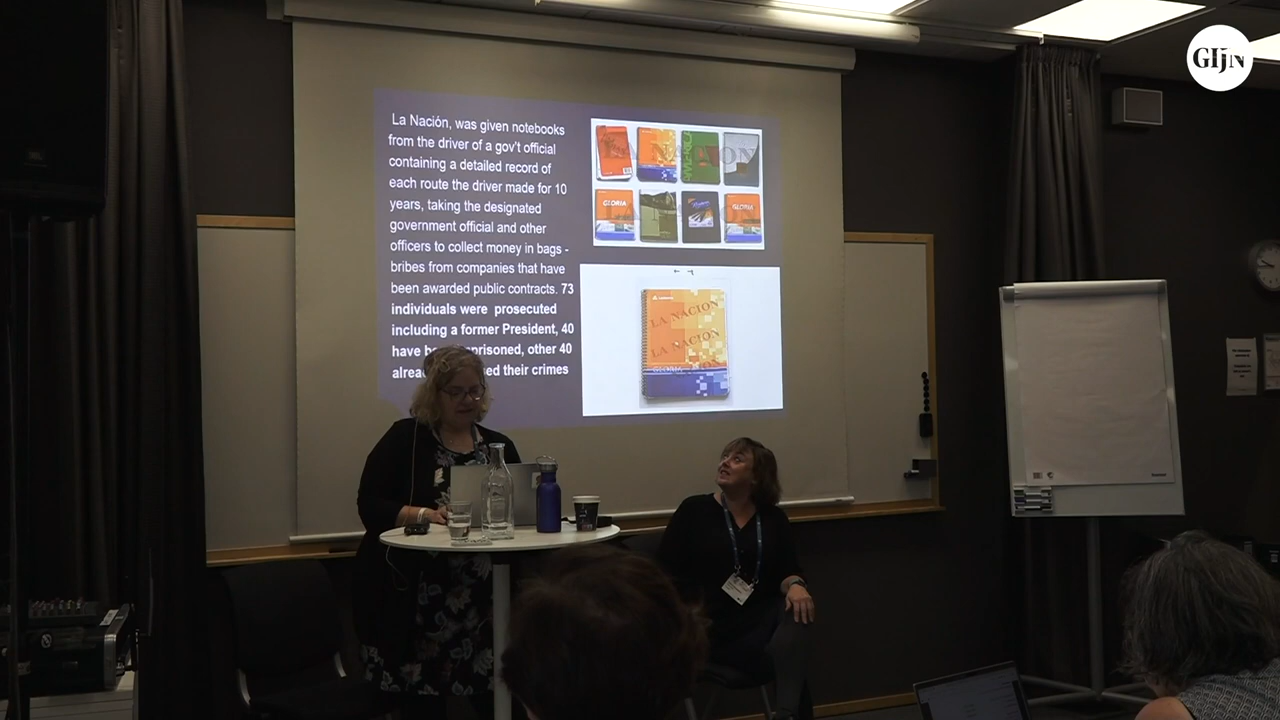 GIJN
La Nación, was given notebooks
from the driver of a gov't official
containing a detailed record of
each route the driver made for 10
years, taking the designated
government official and other
officers to collect money in bags -
bribes from companies that have
been awarded public contracts. 73
individuals were prosecuted
including a former President, 40
have imprisoned, other 40
their crimes
LA NACION
GLORIA
GLORIA
LA NACION
LA NACION
GLORIA